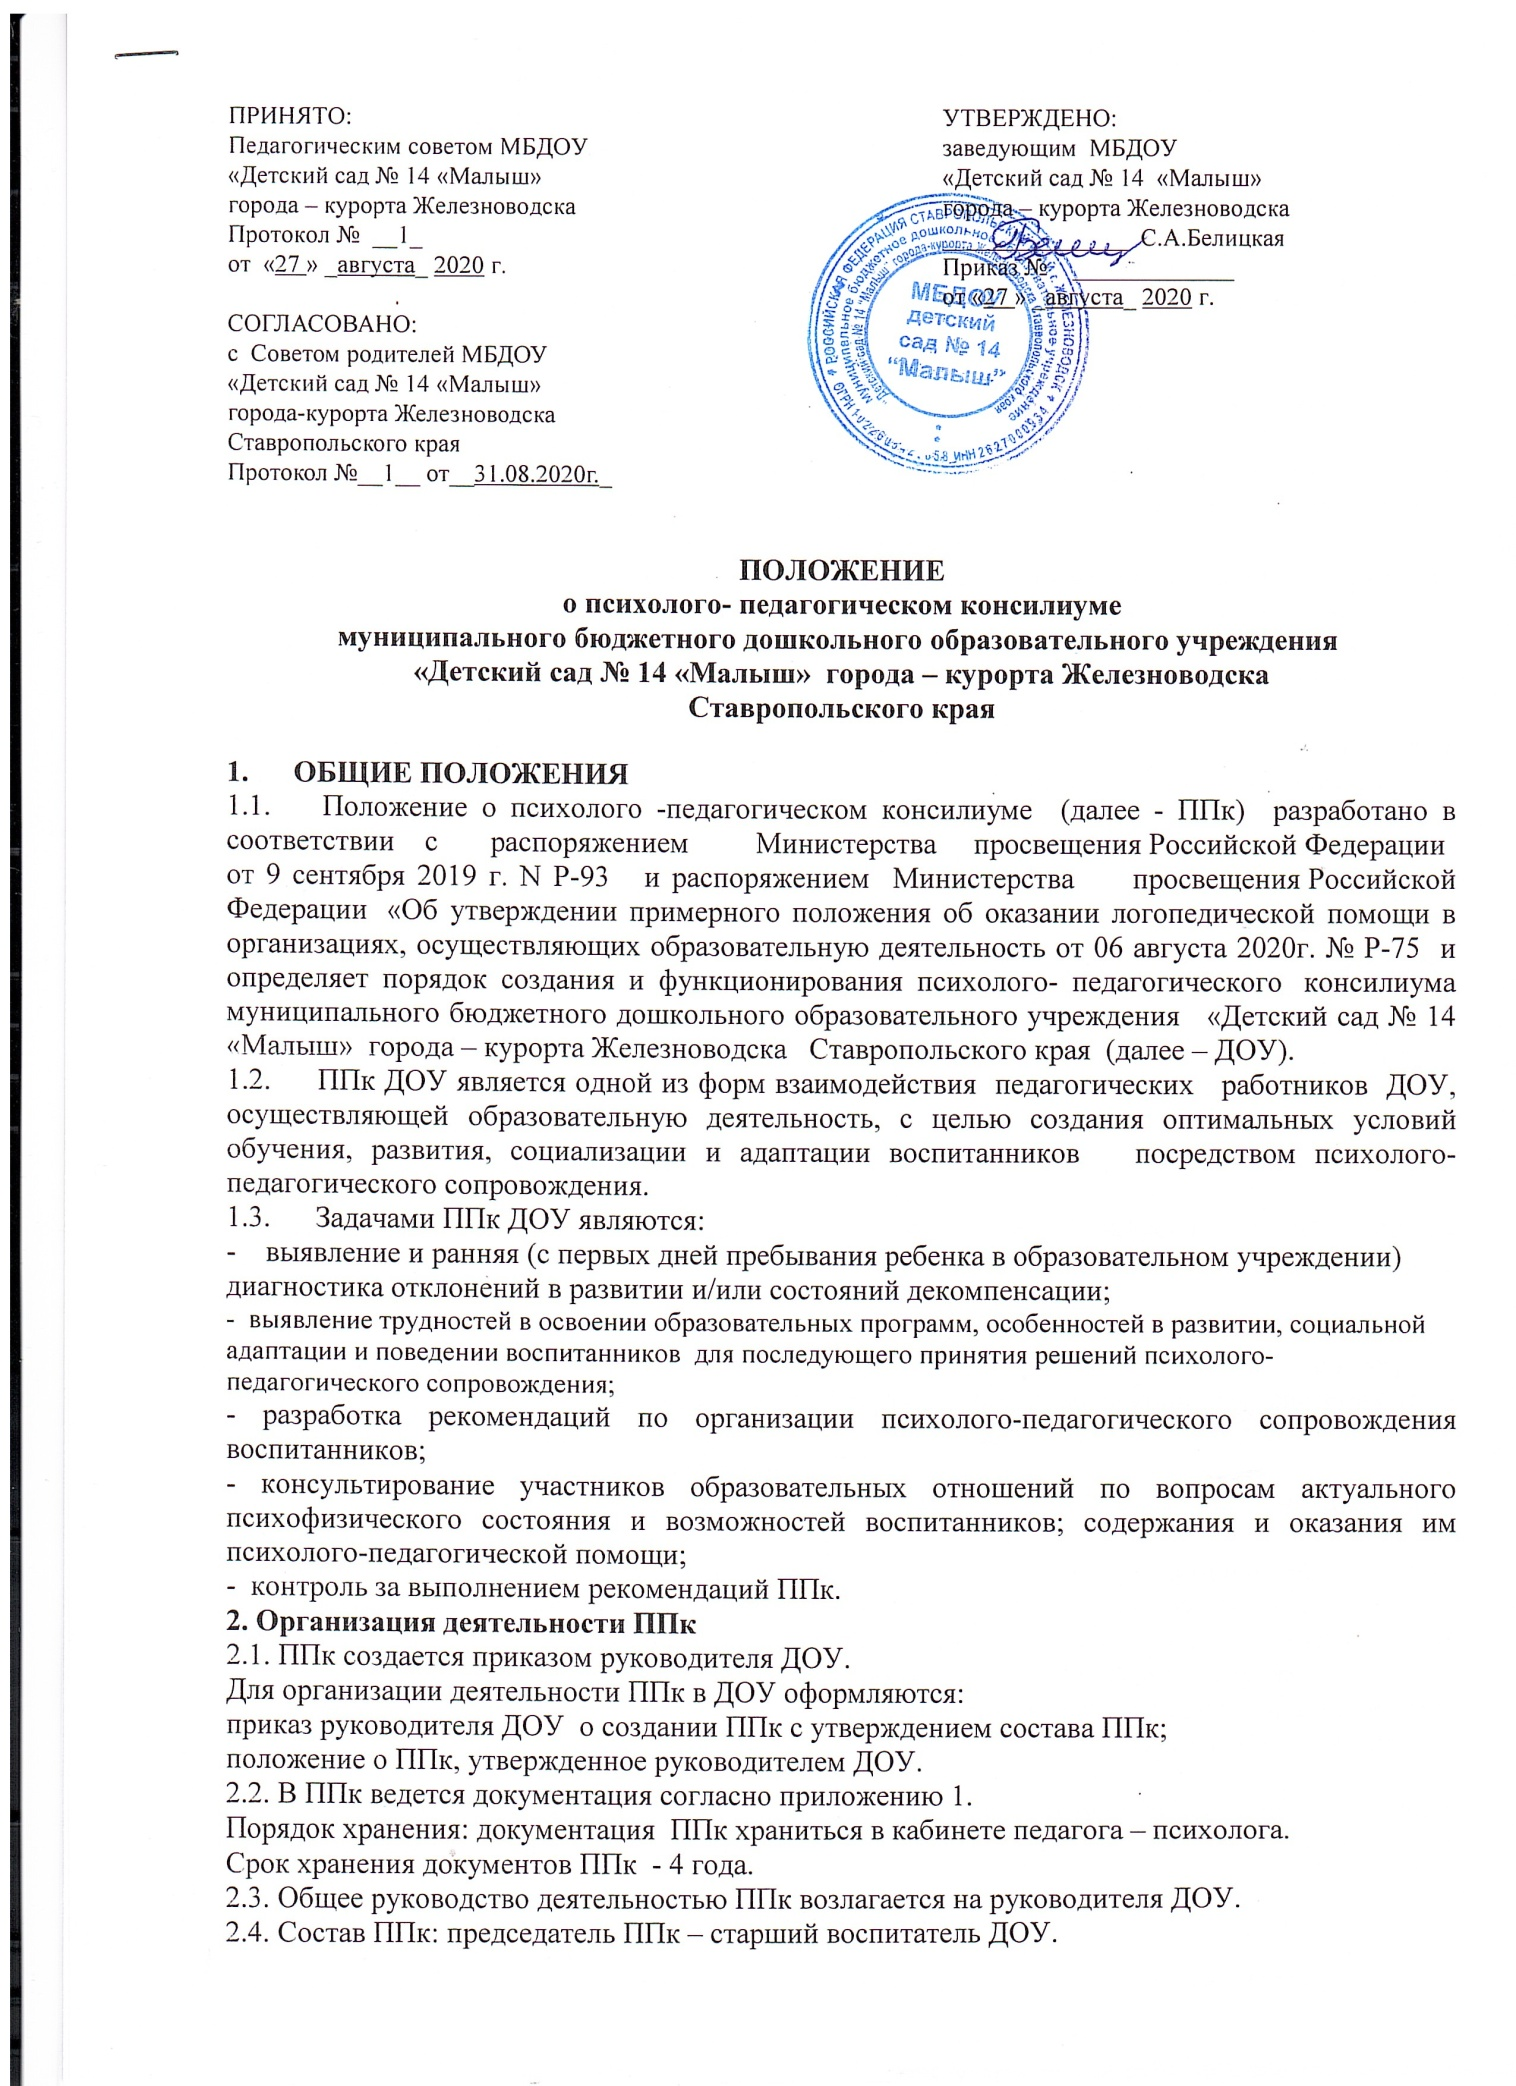 ПРИНЯТО:
Педагогическим советом МБДОУ
«Детский сад № 14 «Малыш»
города – курорта Железноводска
Протокол № __1_
от «27 » _августа_ 2020 г.
СОГЛАСОВАНО:
с Советом родителей МБДОУ
«Детский сад № 14 «Малыш»
города-курорта Железноводска
Ставропольского края
Протокол №__1__ от__31.08.2020г._
УТВЕРЖДЕНО:
заведующим МБДОУ
«Детский сад № 14 «Малыш»
города – курорта Железноводска
С.А.Белицкая
Приказ №
от «27 » _августа_ 2020 г.
МБДОУ
детский
сад № 14
“Малыш”
ПОЛОЖЕНИЕ
о психолого- педагогическом консилиуме
муниципального бюджетного дошкольного образовательного учреждения
«Детский сад № 14 «Малыш» города – курорта Железноводска
Ставропольского края
1. ОБЩИЕ ПОЛОЖЕНИЯ
1.1. Положение о психолого -педагогическом консилиуме (далее - ППк) разработано в
соответствии с распоряжением Министерства просвещения Российской Федерации
от 9 сентября 2019 г. N Р-93 и распоряжением Министерства просвещения Российской
Федерации «Об утверждении примерного положения об оказании логопедической помощи в
организациях, осуществляющих образовательную деятельность от 06 августа 2020г. № Р-75 и
определяет порядок создания и функционирования психолого- педагогического консилиума
муниципального бюджетного дошкольного образовательного учреждения «Детский сад № 14
«Малыш» города – курорта Железноводска Ставропольского края (далее – ДОУ).
1.2. ППк ДОУ является одной из форм взаимодействия педагогических работников ДОУ,
осуществляющей образовательную деятельность, с целью создания оптимальных условий
обучения, развития, социализации и адаптации воспитанников посредством психолого-
педагогического сопровождения.
1.3. Задачами ППк ДОУ являются:
- выявление и ранняя (с первых дней пребывания ребенка в образовательном учреждении)
диагностика отклонений в развитии и/или состояний декомпенсации;
- выявление трудностей в освоении образовательных программ, особенностей в развитии, социальной
адаптации и поведении воспитанников для последующего принятия решений психолого-
педагогического сопровождения;
- разработка рекомендаций по организации психолого-педагогического сопровождения
воспитанников;
- консультирование участников образовательных отношений по вопросам актуального
психофизического состояния и возможностей воспитанников; содержания и оказания им
психолого-педагогической помощи;
- контроль за выполнением рекомендаций ППк.
2. Организация деятельности ППк
2.1. ППк создается приказом руководителя ДОУ.
Для организации деятельности ППк в ДОУ оформляются:
приказ руководителя ДОУ о создании ППк с утверждением состава ППк;
положение о ППк, утвержденное руководителем ДОУ.
2.2. В ППк ведется документация согласно приложению 1.
Порядок хранения: документация ППк храниться в кабинете педагога – психолога.
Срок хранения документов ППк - 4 года.
2.3. Общее руководство деятельностью ППк возлагается на руководителя ДОУ.
2.4. Состав ППк: председатель ППк – старший воспитатель ДОУ.